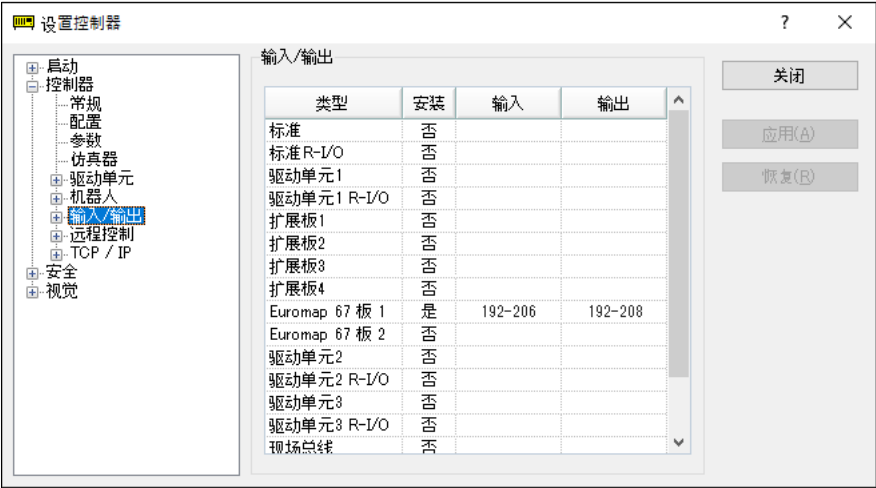 设置控制器
?
×
启动
控制器
常规
配置
参数
仿真器
驱动单元
机器人
输入/输出
远程控制
TCP / IP
安全
视觉
输入/输出
类型 安装 输入 输出
标准 否
标准R-I/O 否
驱动单元1 否
驱动单元1 R-I/O 否
扩展板1 否
扩展板2 否
扩展板3 否
扩展板4 否
Euromap 67 板 1 是 192-206 192-208
Euromap 67 板 2 否
驱动单元2 否
驱动单元2 R-I/O 否
驱动单元3 否
驱动单元3 R-I/O 否
现场总线 否
关闭
应用(A)
恢复(R)